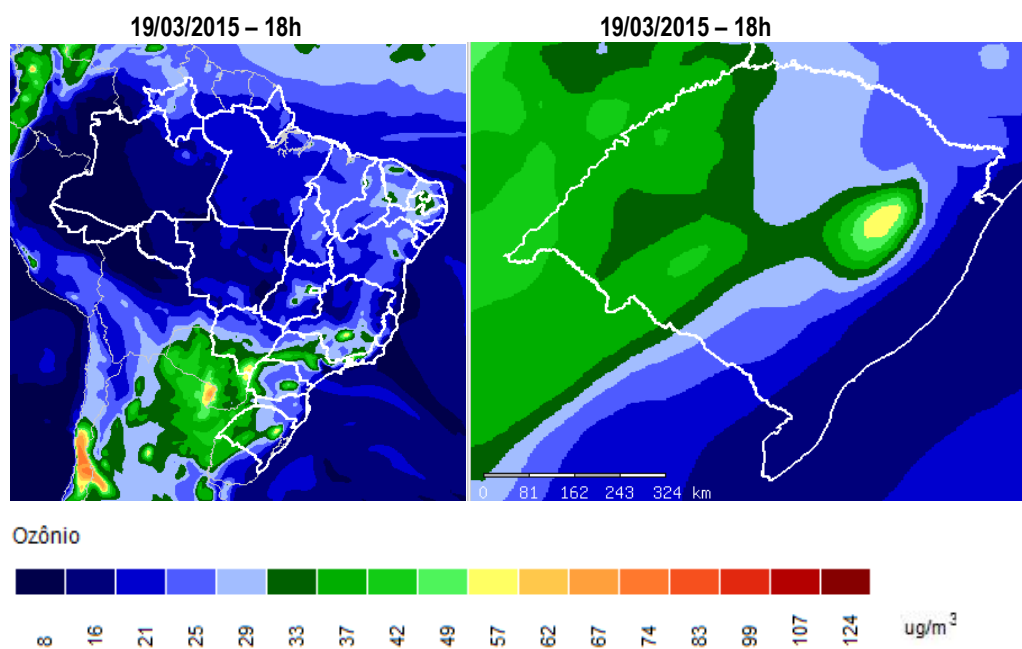 19/03/2015 – 18h
19/03/2015 – 18h
0 81 162 243 324 km
Ozônio
8 16 21 25 29 33 37 42 49 57 62 67 74 83 99 107 124 ug/m³